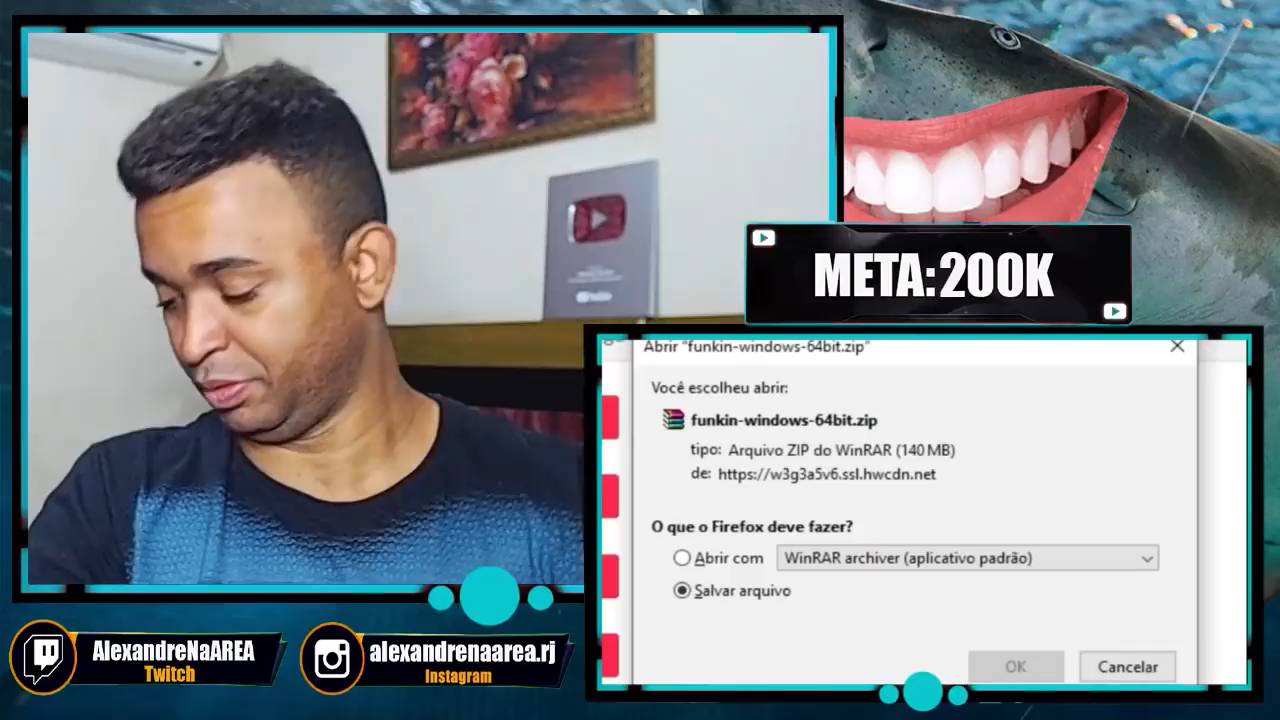 META:200K
Abrir "funkin-windows-64bit.zip"
Você escolheu abrir:
funkin-windows-64bit.zip
tipo: Arquivo ZIP do WinRAR (140 MB)
de: https://w3g3a5v6.ssl.hwcdn.net
O que o Firefox deve fazer?
Abrir com WinRAR archiver (aplicativo padrão)
Salvar arquivo
OK Cancelar
AlexandreNaAREA
Twitch
alexandrenaarea.rj
Instagram